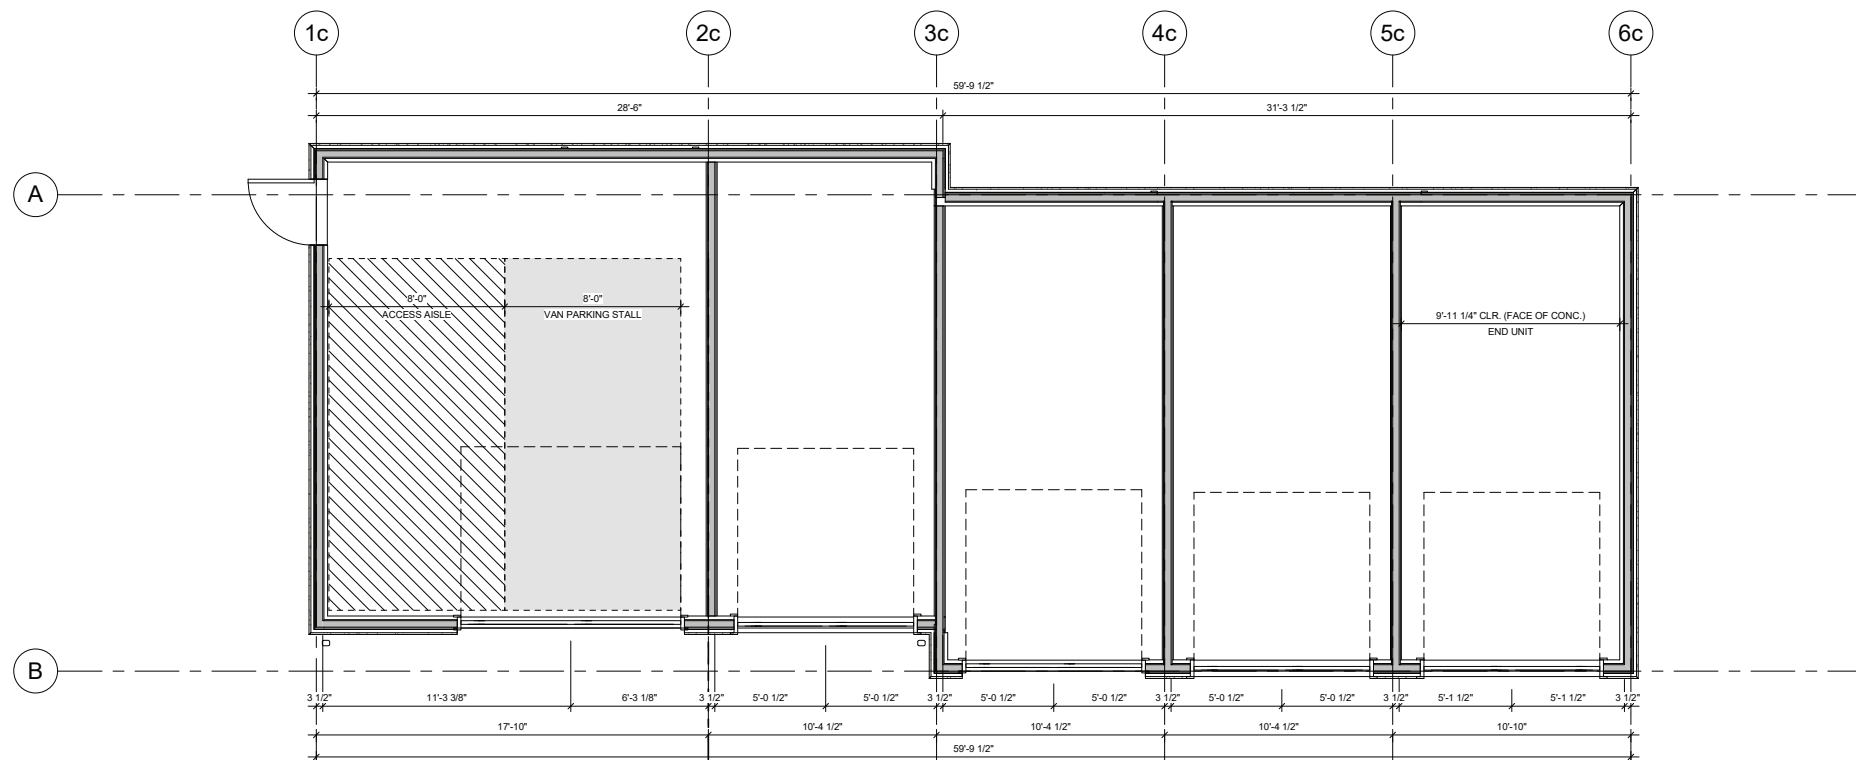 1c 2c 3c 4c 5c 6c
59'-9 1/2"
28'-6" 31'-3 1/2"
A
8'-0" 8'-0"
ACCESS AISLE VAN PARKING STALL
9'-11 1/4" CLR. (FACE OF CONC.)
END UNIT
B
3 1/2" 11'-3 3/8" 6'-3 1/8" 3 1/2" 5'-0 1/2" 5'-0 1/2" 3 1/2" 5'-0 1/2" 5'-0 1/2" 3 1/2" 5'-0 1/2" 5'-0 1/2" 3 1/2" 5'-1 1/2" 5'-1 1/2" 3 1/2"
17'-10" 10'-4 1/2" 10'-4 1/2" 10'-4 1/2" 10'-10"
59'-9 1/2"